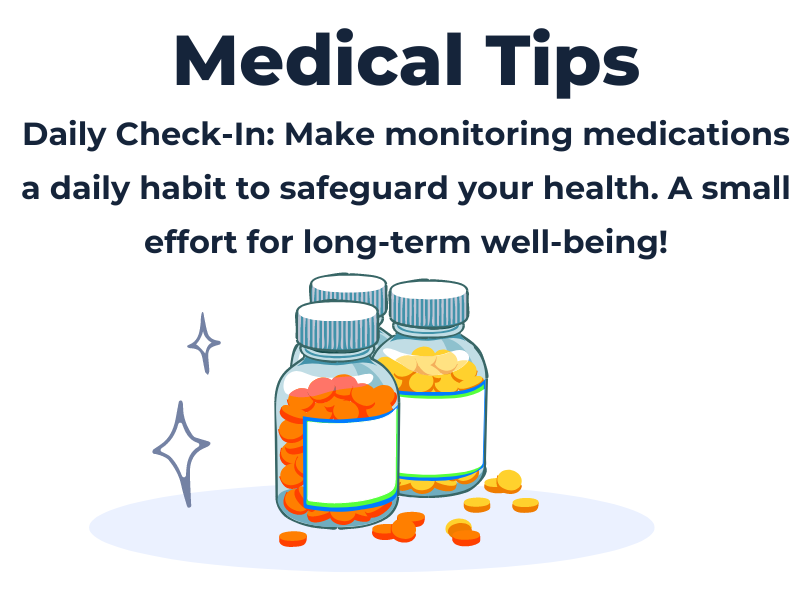 Medical Tips
Daily Check-In: Make monitoring medications
a daily habit to safeguard your health. A small
effort for long-term well-being!